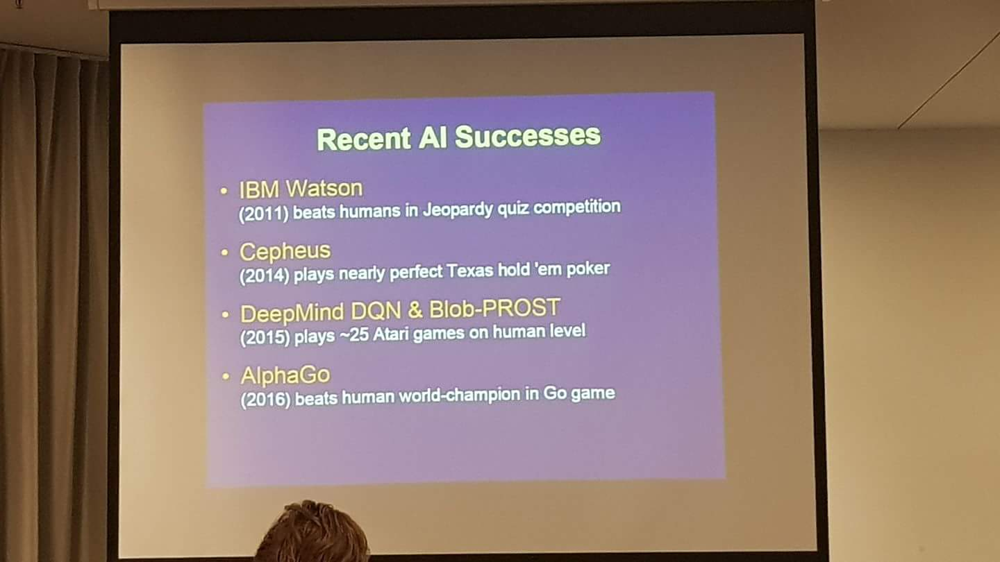 Recent AI Successes
• IBM Watson
(2011) beats humans in Jeopardy quiz competition
• Cepheus
(2014) plays nearly perfect Texas hold 'em poker
• DeepMind DQN & Blob-PROST
(2015) plays ~25 Atari games on human level
• AlphaGo
(2016) beats human world-champion in Go game